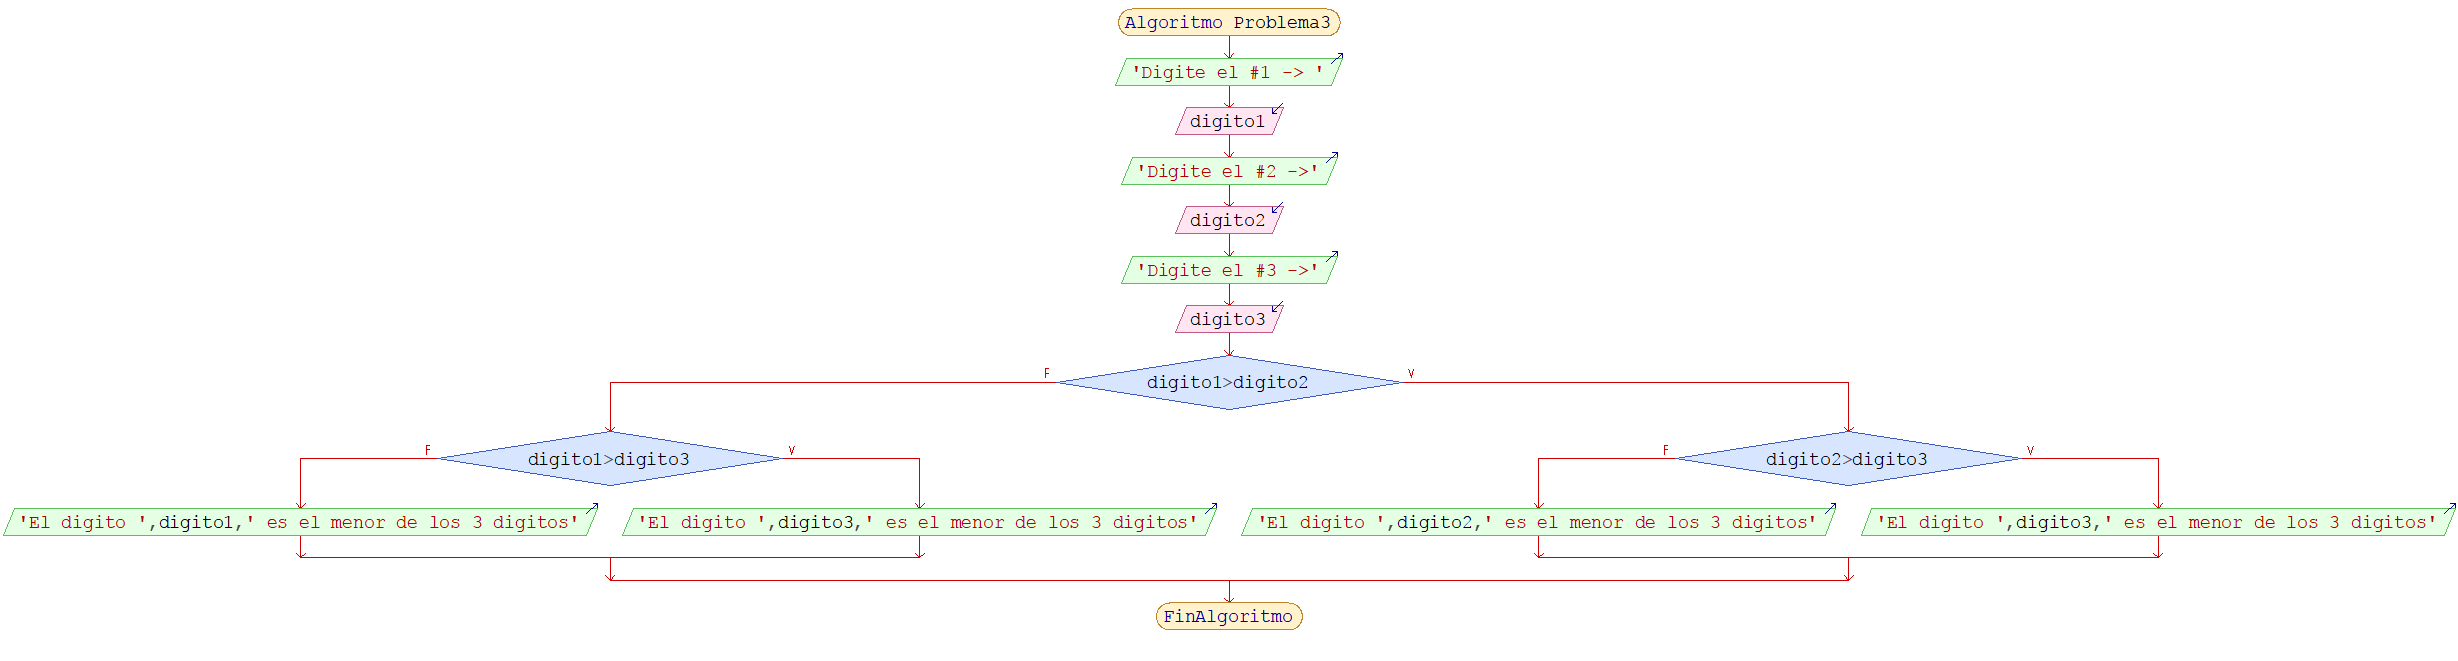 Algoritmo Problema3
'Digite el #1 -> '
digito1
'Digite el #2 ->'
digito2
'Digite el #3 ->'
digito3
F
digito1>digito2
V
F
digito1>digito3
V
F
digito2>digito3
V
'El digito ',digito1,' es el menor de los 3 digitos'
'El digito ',digito3,' es el menor de los 3 digitos'
'El digito ',digito2,' es el menor de los 3 digitos'
'El digito ',digito3,' es el menor de los 3 digitos'
FinAlgoritmo